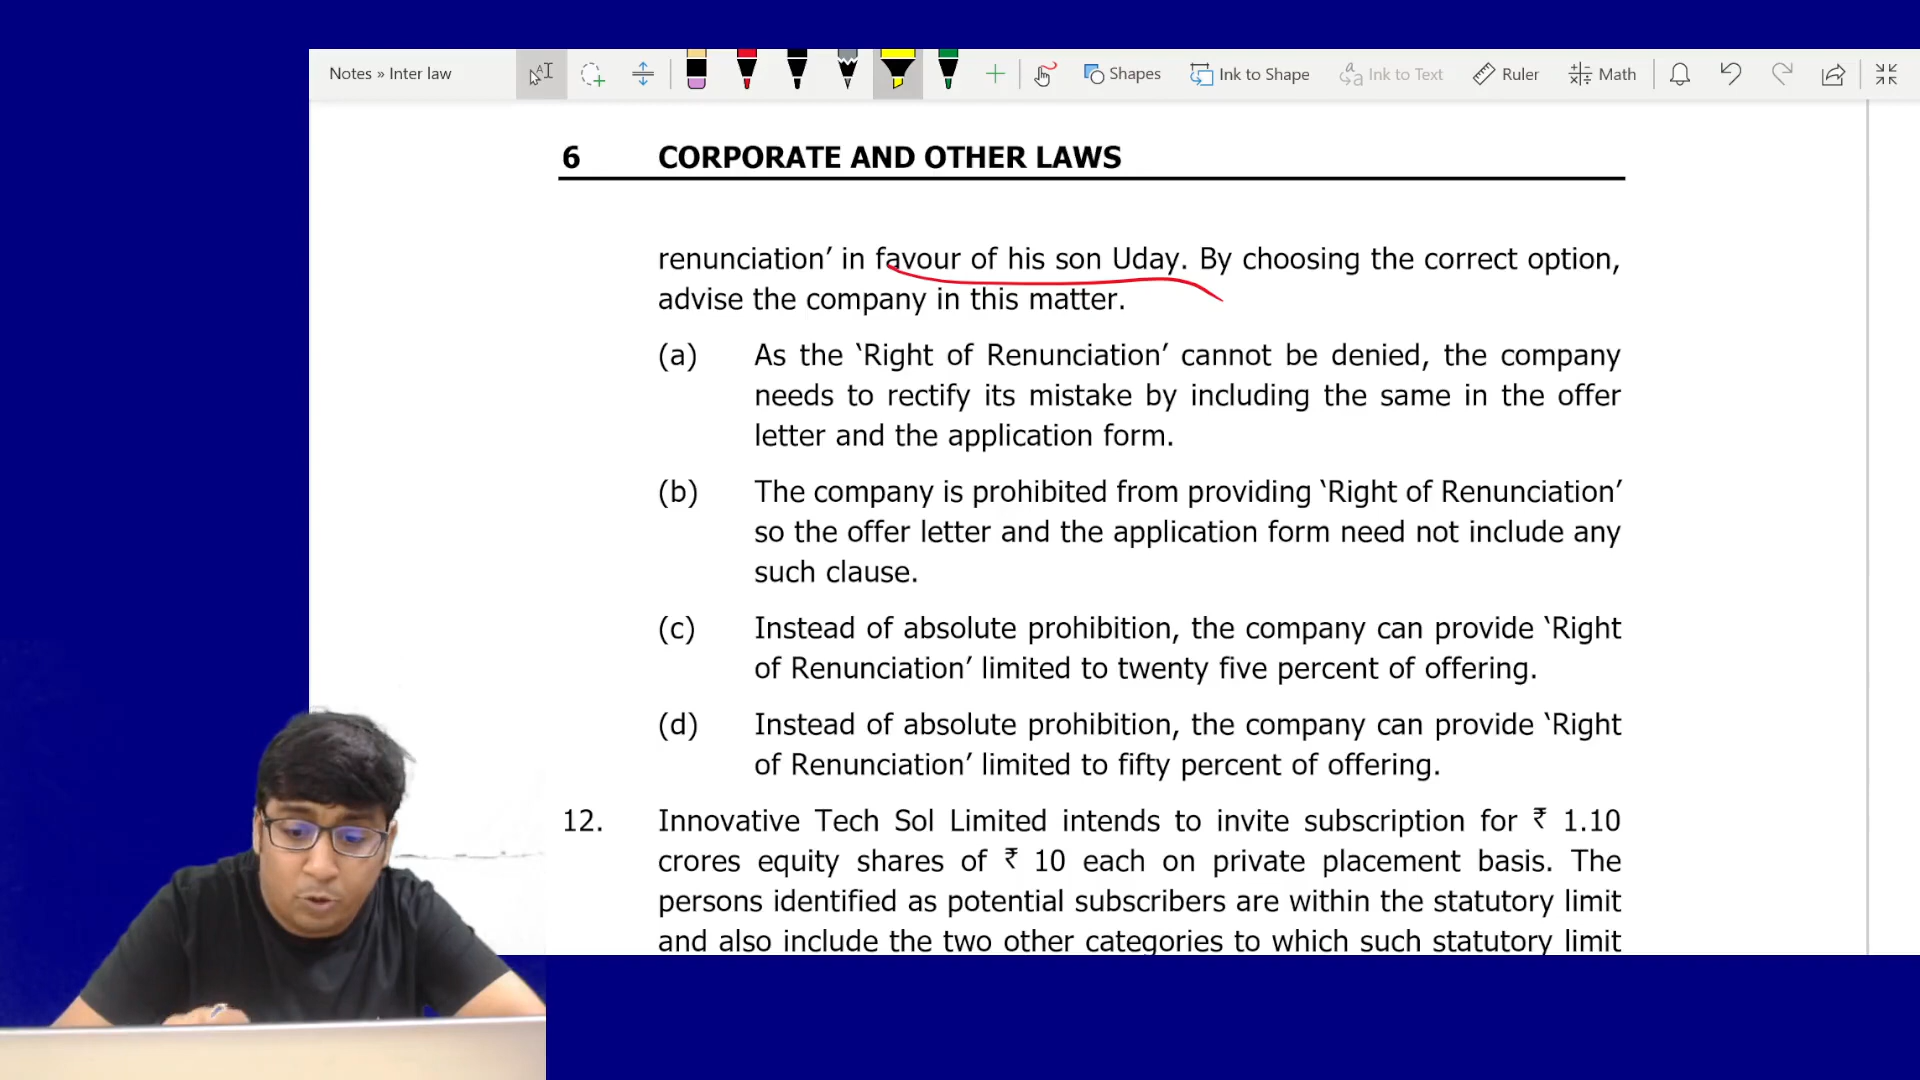 Notes » Inter law
Shapes
Ink to Shape
Ink to Text
Ruler
Math
6 CORPORATE AND OTHER LAWS
renunciation’ in favour of his son Uday. By choosing the correct option,
advise the company in this matter.
(a) As the ‘Right of Renunciation’ cannot be denied, the company
needs to rectify its mistake by including the same in the offer
letter and the application form.
(b) The company is prohibited from providing ‘Right of Renunciation’
so the offer letter and the application form need not include any
such clause.
(c) Instead of absolute prohibition, the company can provide ‘Right
of Renunciation’ limited to twenty five percent of offering.
(d) Instead of absolute prohibition, the company can provide ‘Right
of Renunciation’ limited to fifty percent of offering.
12. Innovative Tech Sol Limited intends to invite subscription for ₹ 1.10
crores equity shares of ₹ 10 each on private placement basis. The
persons identified as potential subscribers are within the statutory limit
and also include the two other categories to which such statutory limit